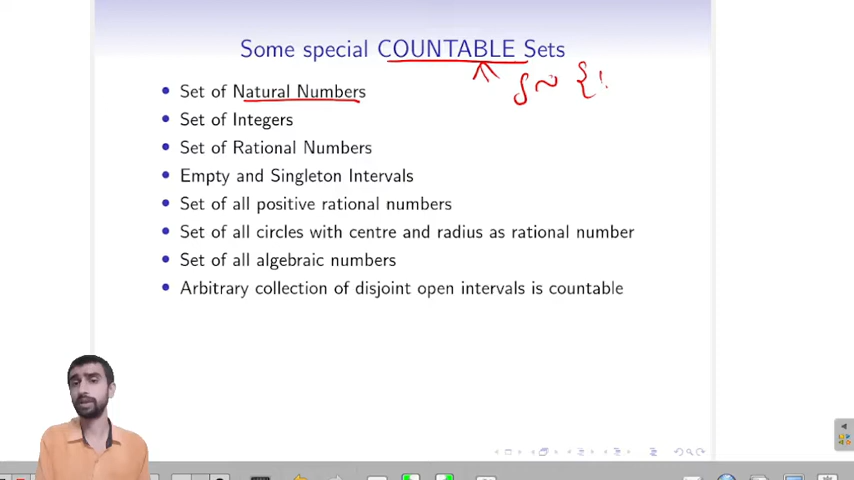 Some special COUNTABLE Sets
S ~ {1
Set of Natural Numbers
Set of Integers
Set of Rational Numbers
Empty and Singleton Intervals
Set of all positive rational numbers
Set of all circles with centre and radius as rational number
Set of all algebraic numbers
Arbitrary collection of disjoint open intervals is countable